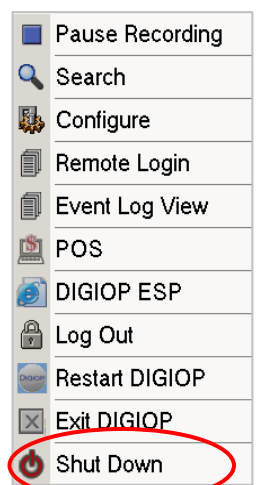 Pause Recording
Search
Configure
Remote Login
Event Log View
POS
DIGIOP ESP
Log Out
DIGIOP Restart DIGIOP
Exit DIGIOP
Shut Down